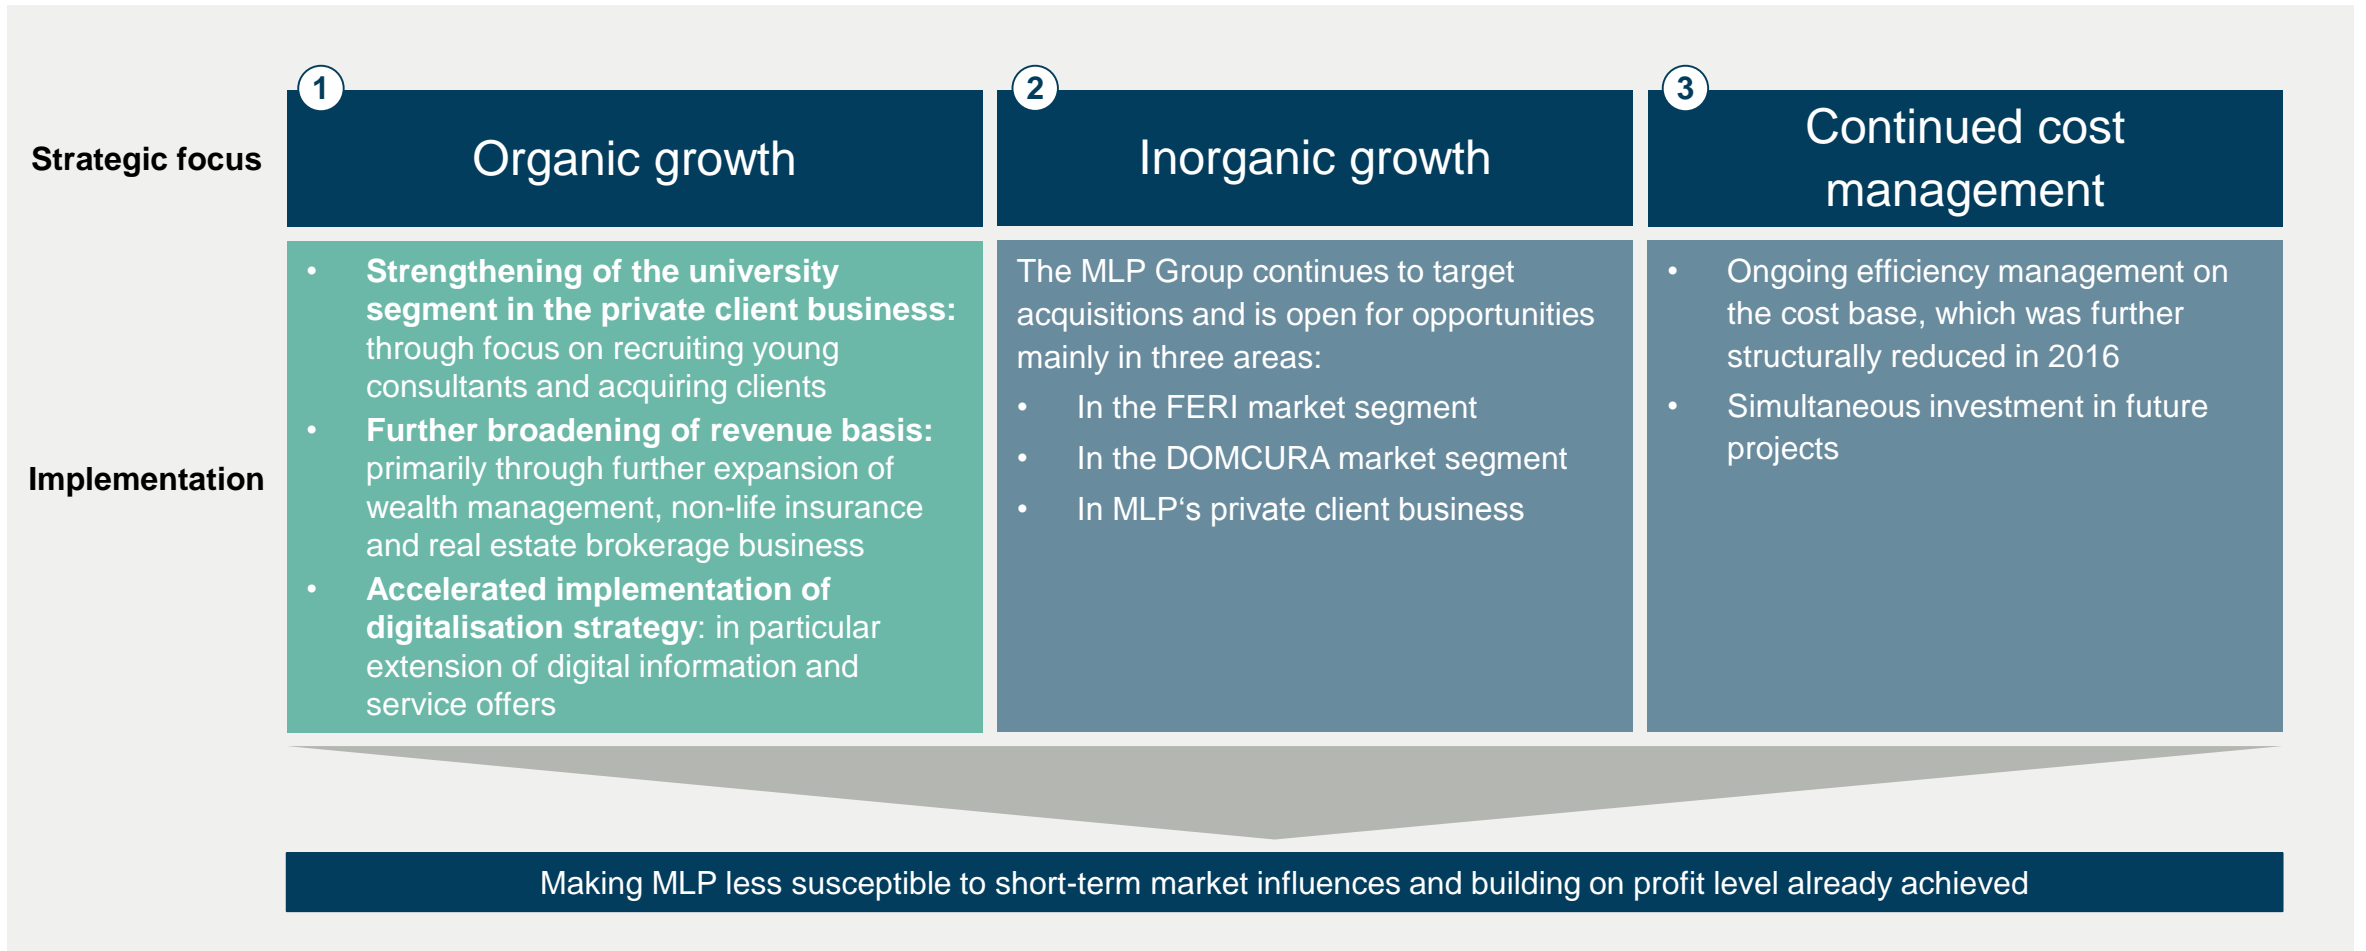 Strategic focus
1
Organic growth
2
Inorganic growth
3
Continued cost
management
Implementation
• Strengthening of the university
segment in the private client business:
through focus on recruiting young
consultants and acquiring clients
• Further broadening of revenue basis:
primarily through further expansion of
wealth management, non-life insurance
and real estate brokerage business
• Accelerated implementation of
digitalisation strategy: in particular
extension of digital information and
service offers
The MLP Group continues to target
acquisitions and is open for opportunities
mainly in three areas:
• In the FERI market segment
• In the DOMCURA market segment
• In MLP‘s private client business
• Ongoing efficiency management on
the cost base, which was further
structurally reduced in 2016
• Simultaneous investment in future
projects
Making MLP less susceptible to short-term market influences and building on profit level already achieved